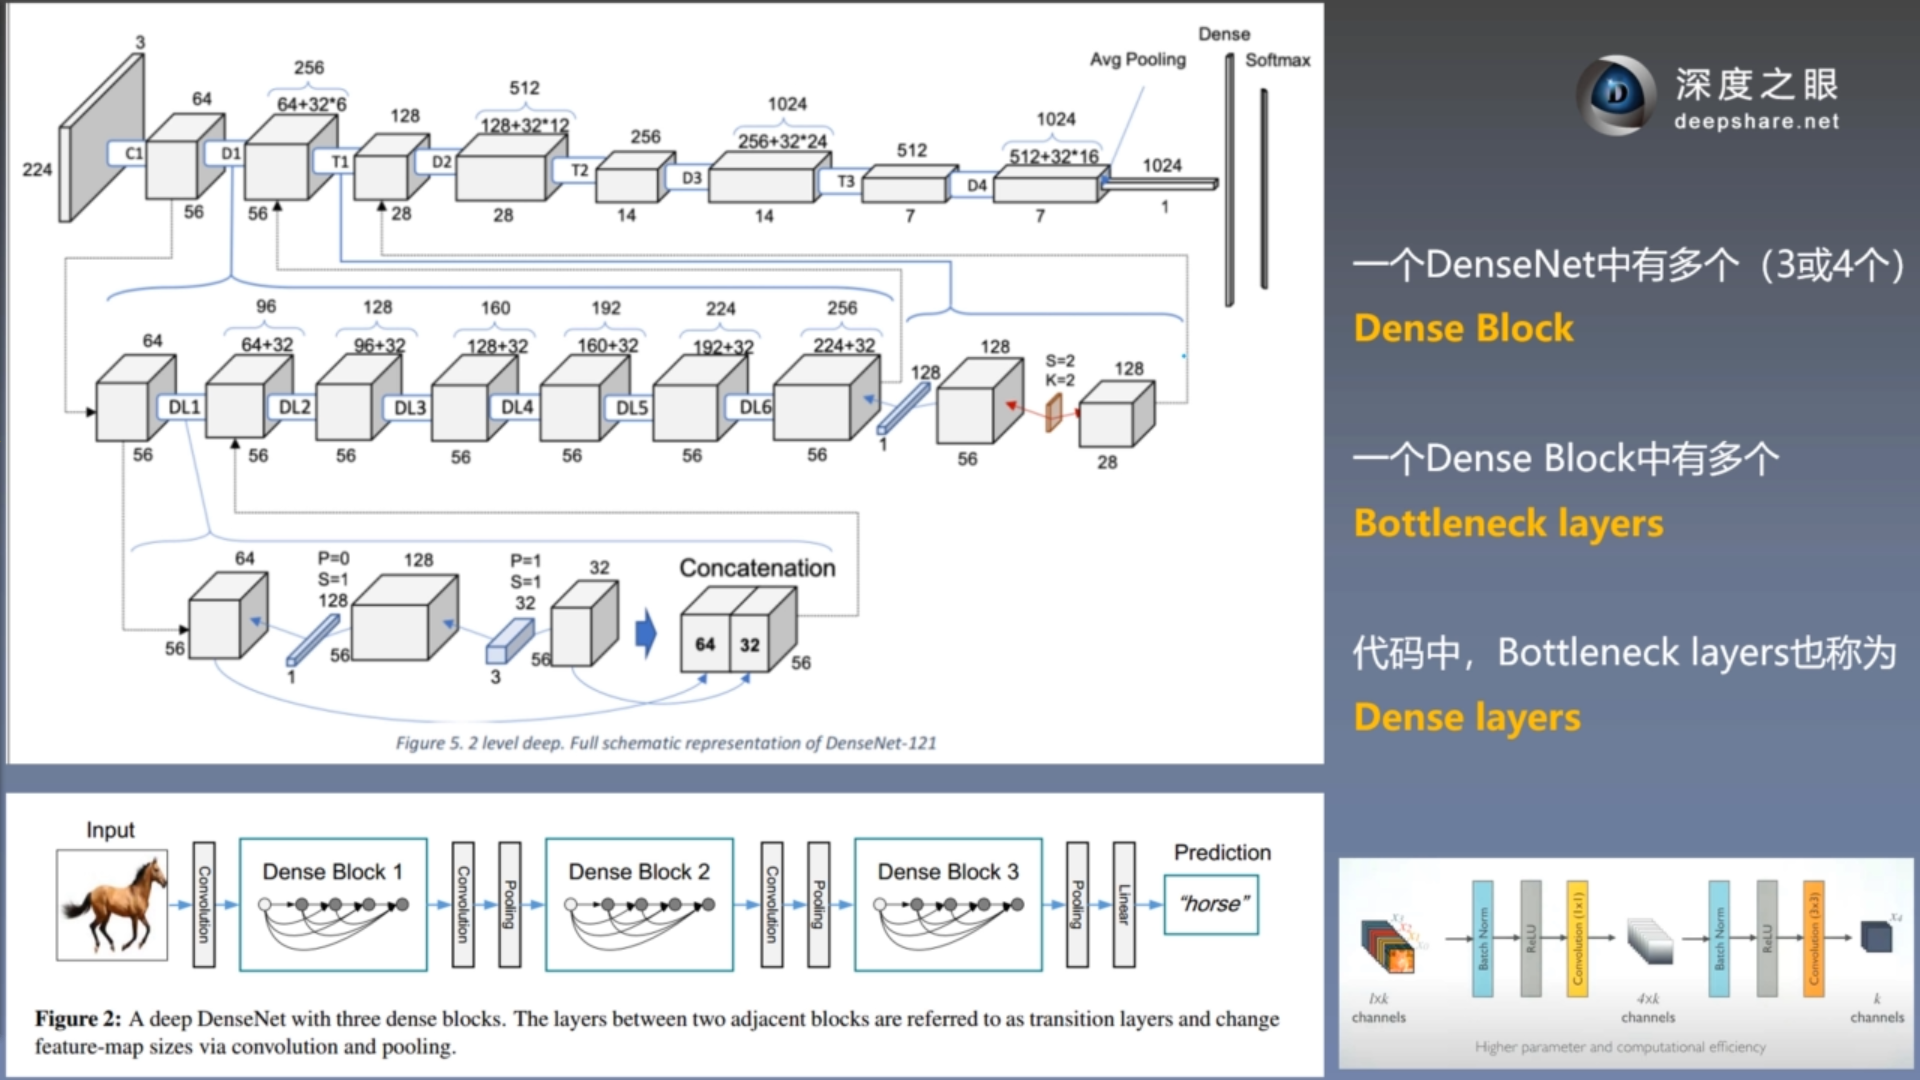 3
224
C1
64
56
D1
256
64+32*6
56
T1
128
28
D2
512
128+32*12
28
T2
256
14
D3
1024
256+32*24
14
T3
512
7
D4
1024
512+32*16
7
Avg Pooling
1024
1
Dense
Softmax
64
56
DL1
96
64+32
56
DL2
128
96+32
56
DL3
160
128+32
56
DL4
192
160+32
56
DL5
224
192+32
56
DL6
256
224+32
56
128
1
128
56
S=2
K=2
128
28
64
56
P=0
S=1
128
1
128
56
P=1
S=1
32
3
32
56
Concatenation
64
32
56
Figure 5. 2 level deep. Full schematic representation of DenseNet-121
深度之眼
deepshare.net
一个DenseNet中有多个（3或4个）
Dense Block
一个Dense Block中有多个
Bottleneck layers
代码中，Bottleneck layers也称为
Dense layers
Input
Convolution
Dense Block 1
Convolution
Pooling
Dense Block 2
Convolution
Pooling
Dense Block 3
Pooling
Linear
Prediction
“horse”
Figure 2: A deep DenseNet with three dense blocks. The layers between two adjacent blocks are referred to as transition layers and change
feature-map sizes via convolution and pooling.
lxk
channels
Batch Norm
ReLU
Convolution (1x1)
4xk
channels
Batch Norm
ReLU
Convolution (3x3)
x4
k
channels
Higher parameter and computational efficiency